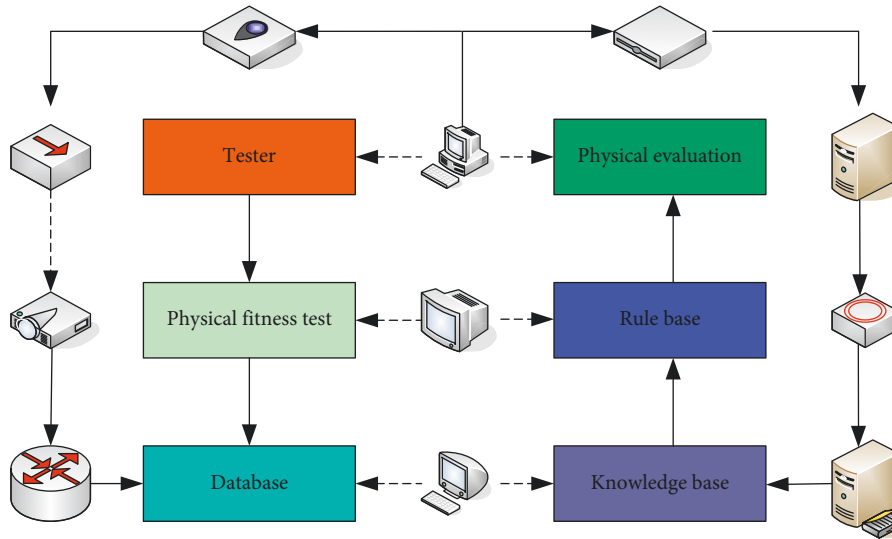 Tester
Physical evaluation
Physical fitness test
Rule base
Database
Knowledge base